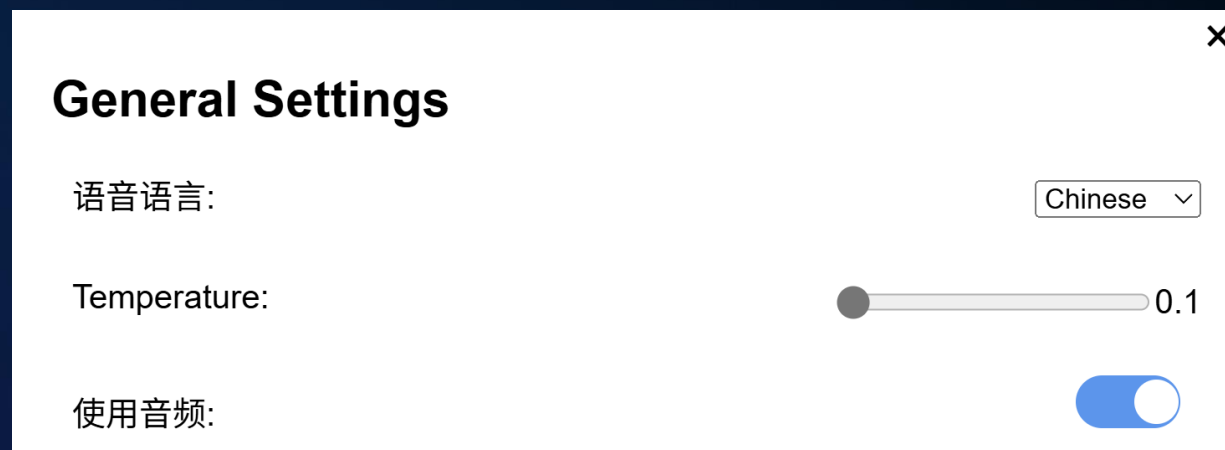 General Settings
语音语言: Chinese
Temperature: 0.1
使用音频: